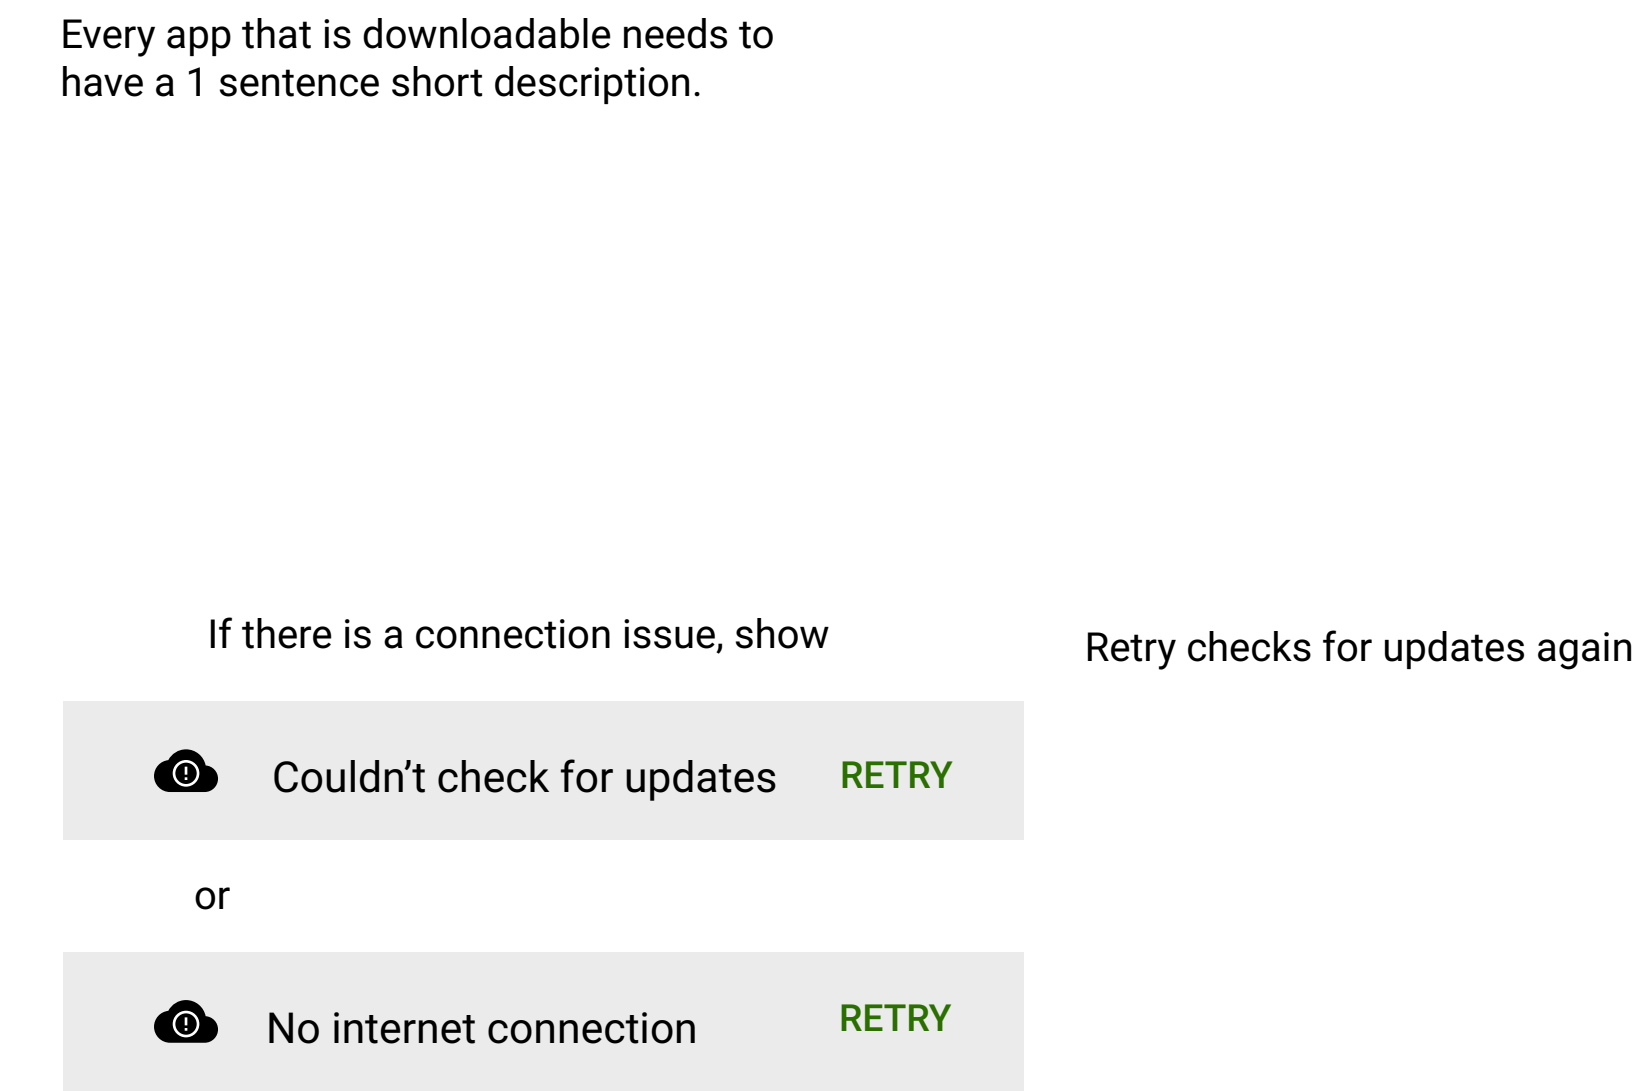 Every app that is downloadable needs to
have a 1 sentence short description.
If there is a connection issue, show
Retry checks for updates again
Couldn’t check for updates RETRY
or
No internet connection RETRY